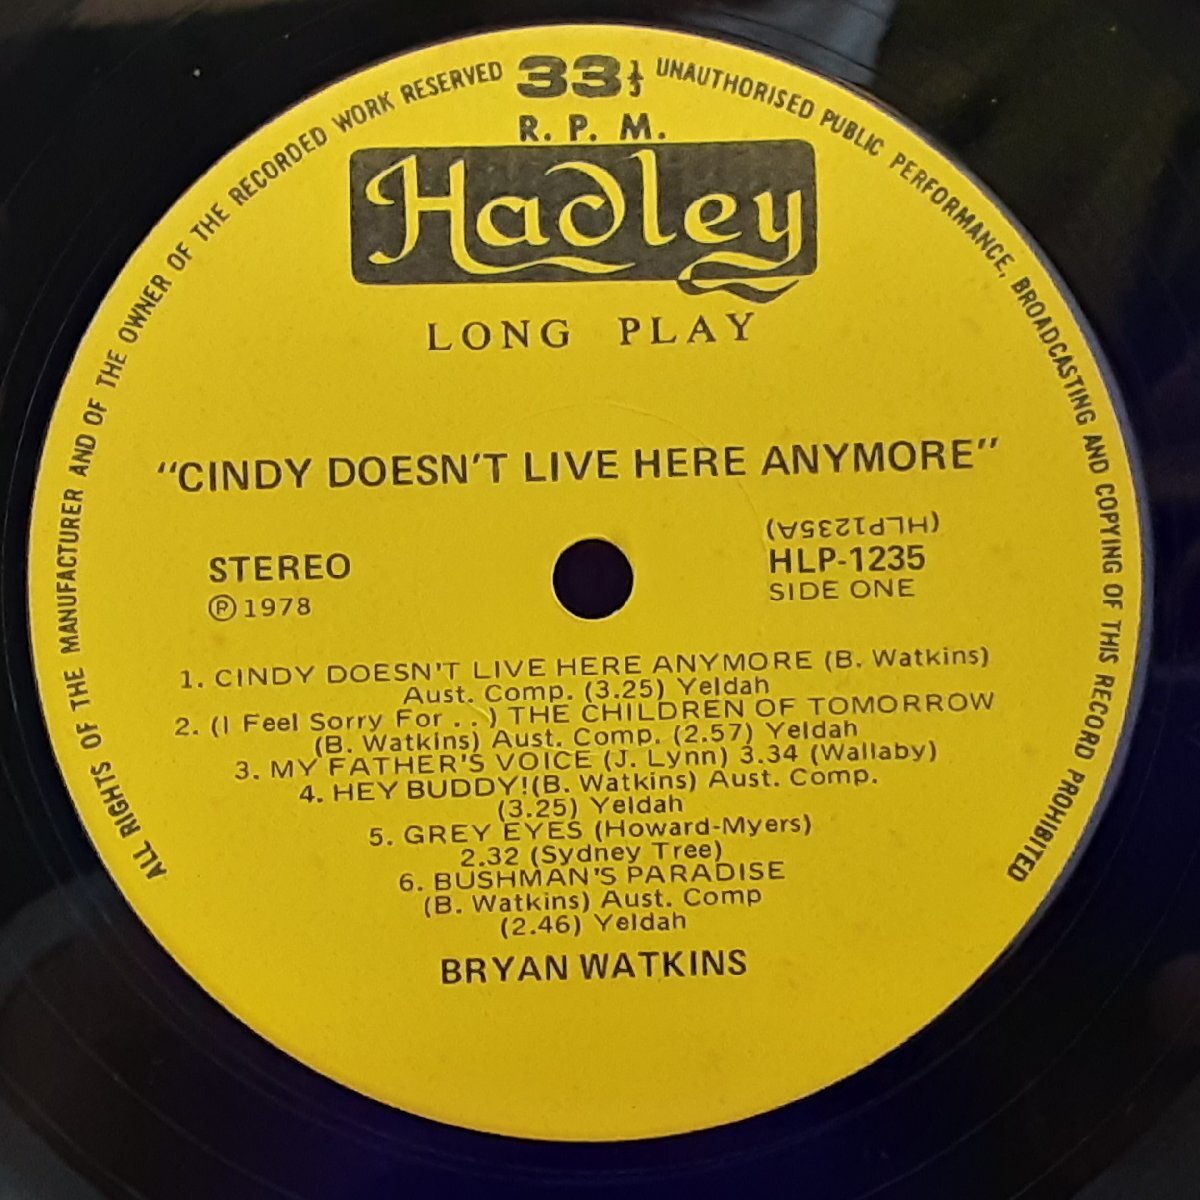 ALL RIGHTS OF THE MANUFACTURER AND OF THE OWNER OF THE RECORDED WORK RESERVED
33⅓
UNAUTHORISED PUBLIC PERFORMANCE, BROADCASTING AND COPYING OF THIS RECORD PROHIBITED
R. P. M.
Hadley
LONG PLAY
"CINDY DOESN'T LIVE HERE ANYMORE"
(HLP1235A)
STEREO
HLP-1235
℗ 1978
SIDE ONE
1. CINDY DOESN'T LIVE HERE ANYMORE (B. Watkins)
Aust. Comp. (3.25) Yeldah
2. (I Feel Sorry For . . ) THE CHILDREN OF TOMORROW
(B. Watkins) Aust. Comp. (2.57) Yeldah
3. MY FATHER'S VOICE (J. Lynn) 3.34 (Wallaby)
4. HEY BUDDY!(B. Watkins) Aust. Comp.
(3.25) Yeldah
5. GREY EYES (Howard-Myers)
2.32 (Sydney Tree)
6. BUSHMAN'S PARADISE
(B. Watkins) Aust. Comp
(2.46) Yeldah
BRYAN WATKINS